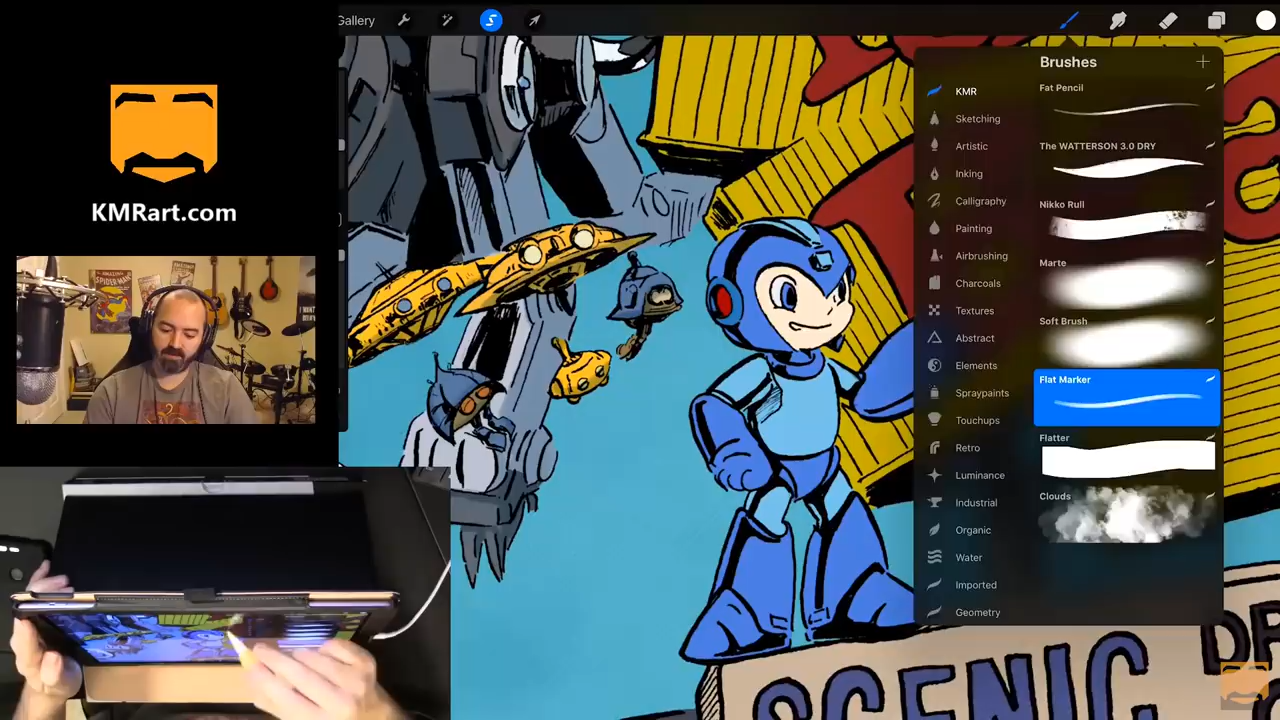 KMRart.com
SPIDER-MAN
Gallery
Brushes
KMR
Sketching
Artistic
Inking
Calligraphy
Painting
Airbrushing
Charcoals
Textures
Abstract
Elements
Spraypaints
Touchups
Retro
Luminance
Industrial
Organic
Water
Imported
Geometry
Fat Pencil
The WATTERSON 3.0 DRY
Nikko Rull
Marte
Soft Brush
Flat Marker
Flatter
Clouds
SCENIC